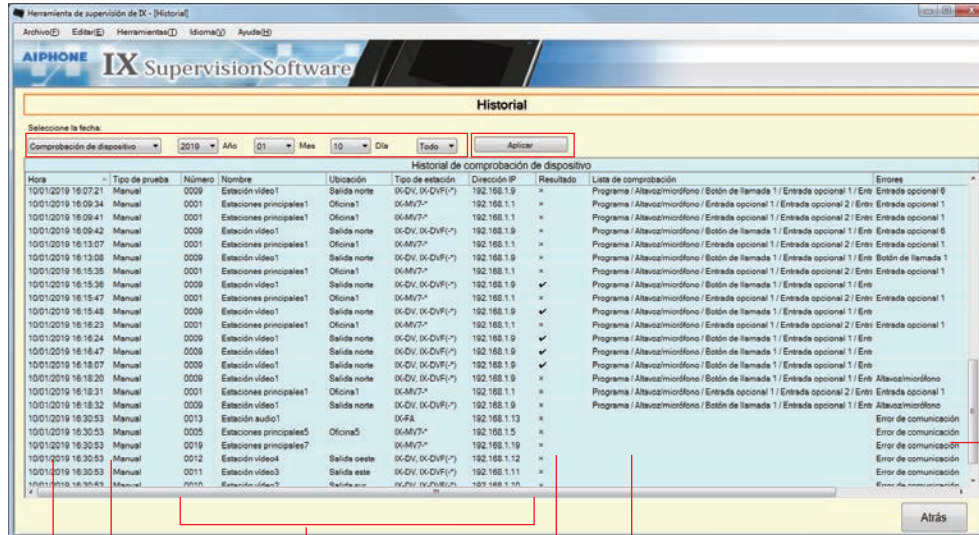 Herramienta de supervisión de IX - [Historial]
Archivo(F) Editar(E) Herramientas(T) Idioma(V) Ayuda(H)
AIPHONE IX SupervisionSoftware
Historial
Seleccione la fecha:
Comprobación de dispositivo 2019 Año 01 Mes 10 Día Todo Aplicar
Historial de comprobación de dispositivo
Hora Tipo de prueba Número Nombre Ubicación Tipo de estación Dirección IP Resultado Lista de comprobación Errores
10/01/2019 16:07:21 Manual 0009 Estación vídeo1 Salida norte IX-DV, IX-DVF(-*) 192.168.1.9 × Programa / Altavoz/micrófono / Botón de llamada 1 / Entrada opcional 1 / Entr Entrada opcional 6
10/01/2019 16:09:34 Manual 0001 Estaciones principales1 Oficina1 IX-MV7-* 192.168.1.1 × Programa / Altavoz/micrófono / Entrada opcional 1 / Entrada opcional 2 / Entr Entrada opcional 1
10/01/2019 16:09:41 Manual 0001 Estaciones principales1 Oficina1 IX-MV7-* 192.168.1.1 × Programa / Altavoz/micrófono / Entrada opcional 1 / Entrada opcional 2 / Entr Entrada opcional 1
10/01/2019 16:09:42 Manual 0009 Estación vídeo1 Salida norte IX-DV, IX-DVF(-*) 192.168.1.9 × Programa / Altavoz/micrófono / Botón de llamada 1 / Entrada opcional 1 / Entr Entrada opcional 6
10/01/2019 16:13:07 Manual 0001 Estaciones principales1 Oficina1 IX-MV7-* 192.168.1.1 × Programa / Altavoz/micrófono / Entrada opcional 1 / Entrada opcional 2 / Entr Entrada opcional 1
10/01/2019 16:13:08 Manual 0009 Estación vídeo1 Salida norte IX-DV, IX-DVF(-*) 192.168.1.9 × Programa / Altavoz/micrófono / Botón de llamada 1 / Entrada opcional 1 / Entr Botón de llamada 1
10/01/2019 16:15:35 Manual 0001 Estaciones principales1 Oficina1 IX-MV7-* 192.168.1.1 × Programa / Altavoz/micrófono / Entrada opcional 1 / Entrada opcional 2 / Entr Entrada opcional 1
10/01/2019 16:15:36 Manual 0009 Estación vídeo1 Salida norte IX-DV, IX-DVF(-*) 192.168.1.9 ✔ Programa / Altavoz/micrófono / Botón de llamada 1 / Entrada opcional 1 / Entr
10/01/2019 16:15:47 Manual 0001 Estaciones principales1 Oficina1 IX-MV7-* 192.168.1.1 × Programa / Altavoz/micrófono / Entrada opcional 1 / Entrada opcional 2 / Entr Entrada opcional 1
10/01/2019 16:15:48 Manual 0009 Estación vídeo1 Salida norte IX-DV, IX-DVF(-*) 192.168.1.9 ✔ Programa / Altavoz/micrófono / Botón de llamada 1 / Entrada opcional 1 / Entr
10/01/2019 16:16:23 Manual 0001 Estaciones principales1 Oficina1 IX-MV7-* 192.168.1.1 × Programa / Altavoz/micrófono / Entrada opcional 1 / Entrada opcional 2 / Entr Entrada opcional 1
10/01/2019 16:16:24 Manual 0009 Estación vídeo1 Salida norte IX-DV, IX-DVF(-*) 192.168.1.9 ✔ Programa / Altavoz/micrófono / Botón de llamada 1 / Entrada opcional 1 / Entr
10/01/2019 16:16:47 Manual 0009 Estación vídeo1 Salida norte IX-DV, IX-DVF(-*) 192.168.1.9 ✔ Programa / Altavoz/micrófono / Botón de llamada 1 / Entrada opcional 1 / Entr
10/01/2019 16:18:07 Manual 0009 Estación vídeo1 Salida norte IX-DV, IX-DVF(-*) 192.168.1.9 ✔ Programa / Altavoz/micrófono / Botón de llamada 1 / Entrada opcional 1 / Entr
10/01/2019 16:18:20 Manual 0009 Estación vídeo1 Salida norte IX-DV, IX-DVF(-*) 192.168.1.9 × Programa / Altavoz/micrófono / Botón de llamada 1 / Entrada opcional 1 / Entr Altavoz/micrófono
10/01/2019 16:18:31 Manual 0001 Estaciones principales1 Oficina1 IX-MV7-* 192.168.1.1 × Programa / Altavoz/micrófono / Entrada opcional 1 / Entrada opcional 2 / Entr Entrada opcional 1
10/01/2019 16:18:32 Manual 0009 Estación vídeo1 Salida norte IX-DV, IX-DVF(-*) 192.168.1.9 × Programa / Altavoz/micrófono / Botón de llamada 1 / Entrada opcional 1 / Entr Altavoz/micrófono
10/01/2019 16:30:53 Manual 0013 Estación audio1 IX-FA 192.168.1.13 × Error de comunicación
10/01/2019 16:30:53 Manual 0005 Estaciones principales5 Oficina5 IX-MV7-* 192.168.1.5 × Error de comunicación
10/01/2019 16:30:53 Manual 0019 Estaciones principales7 IX-MV7-* 192.168.1.19 × Error de comunicación
10/01/2019 16:30:53 Manual 0012 Estación vídeo4 Salida oeste IX-DV, IX-DVF(-*) 192.168.1.12 × Error de comunicación
10/01/2019 16:30:53 Manual 0011 Estación vídeo3 Salida este IX-DV, IX-DVF(-*) 192.168.1.11 × Error de comunicación
10/01/2019 16:30:53 Manual 0010 Estación vídeo2 Salida sur IX-DV, IX-DVF(-*) 192.168.1.10 × Error de comunicación
Atrás